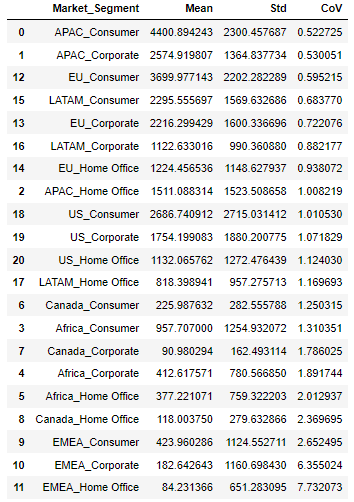 Market_Segment Mean Std CoV
0 APAC_Consumer 4400.894243 2300.457687 0.522725
1 APAC_Corporate 2574.919807 1364.837734 0.530051
12 EU_Consumer 3699.977143 2202.282289 0.595215
15 LATAM_Consumer 2295.555697 1569.632686 0.683770
13 EU_Corporate 2216.299429 1600.336696 0.722076
16 LATAM_Corporate 1122.633016 990.360880 0.882177
14 EU_Home Office 1224.456536 1148.627937 0.938072
2 APAC_Home Office 1511.088314 1523.508658 1.008219
18 US_Consumer 2686.740912 2715.031412 1.010530
19 US_Corporate 1754.199083 1880.200775 1.071829
20 US_Home Office 1132.065762 1272.476439 1.124030
17 LATAM_Home Office 818.398941 957.275713 1.169693
6 Canada_Consumer 225.987632 282.555788 1.250315
3 Africa_Consumer 957.707000 1254.932072 1.310351
7 Canada_Corporate 90.980294 162.493114 1.786025
4 Africa_Corporate 412.617571 780.566850 1.891744
5 Africa_Home Office 377.221071 759.322203 2.012937
8 Canada_Home Office 118.003750 279.632866 2.369695
9 EMEA_Consumer 423.960286 1124.552711 2.652495
10 EMEA_Corporate 182.642643 1160.698430 6.355024
11 EMEA_Home Office 84.231366 651.283095 7.732073